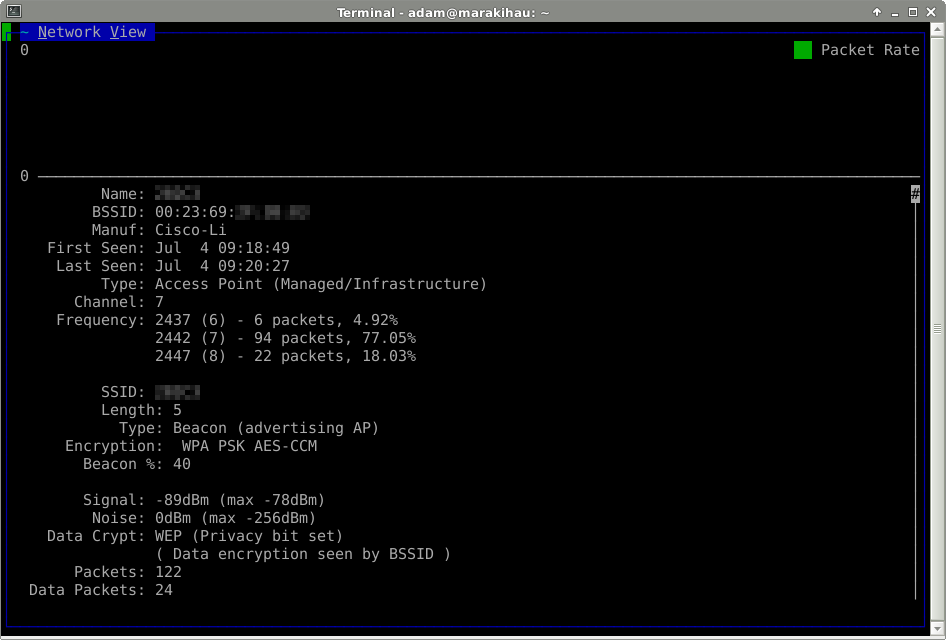 Terminal - adam@marakihau: ~
~ Network View
0
Packet Rate
0
Name:
#
BSSID: 00:23:69:
Manuf: Cisco-Li
First Seen: Jul  4 09:18:49
Last Seen: Jul  4 09:20:27
Type: Access Point (Managed/Infrastructure)
Channel: 7
Frequency: 2437 (6) - 6 packets, 4.92%
2442 (7) - 94 packets, 77.05%
2447 (8) - 22 packets, 18.03%
SSID:
Length: 5
Type: Beacon (advertising AP)
Encryption:  WPA PSK AES-CCM
Beacon %: 40
Signal: -89dBm (max -78dBm)
Noise: 0dBm (max -256dBm)
Data Crypt: WEP (Privacy bit set)
( Data encryption seen by BSSID )
Packets: 122
Data Packets: 24